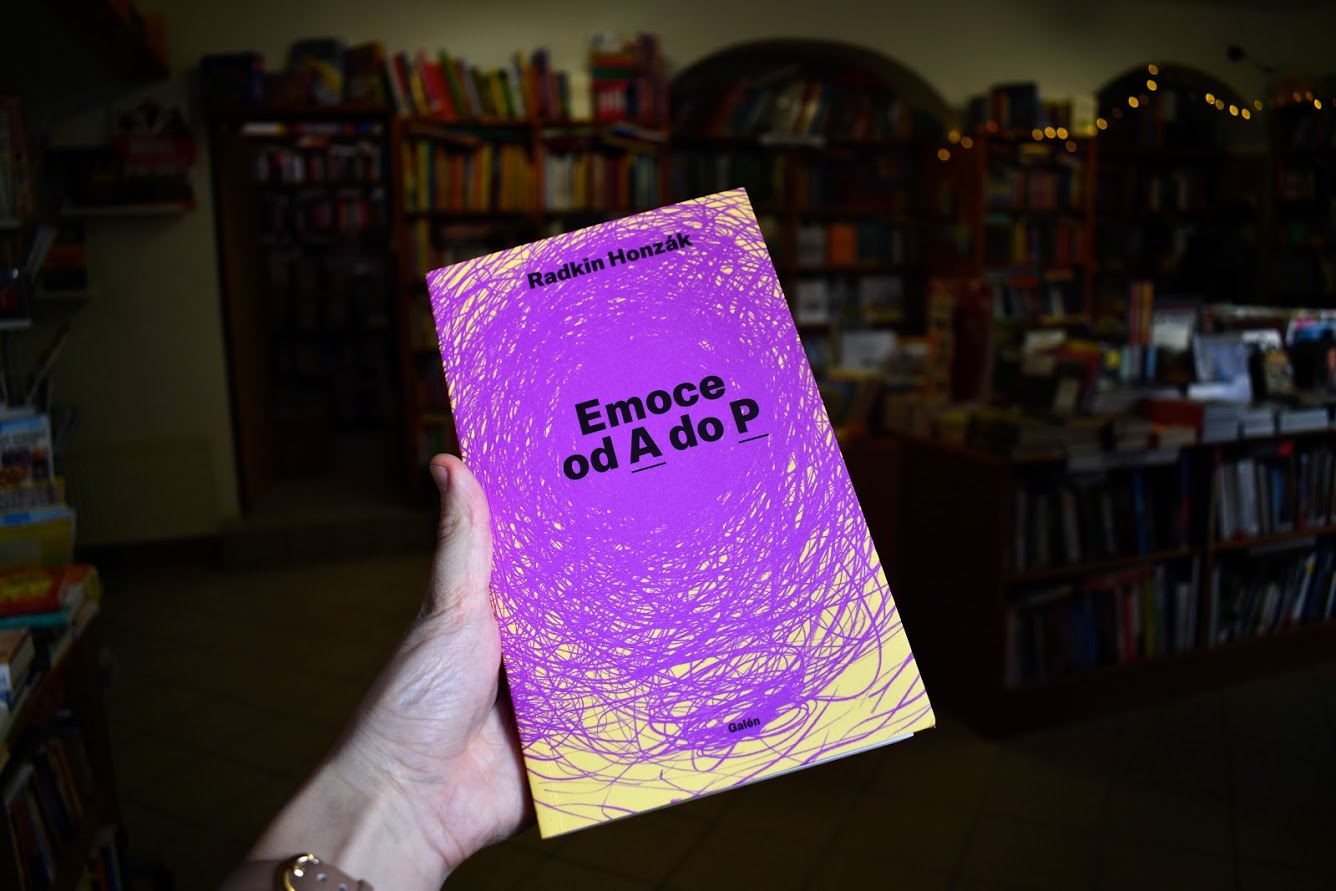 Radkin Honzák
Emoce
od A do P
Galén